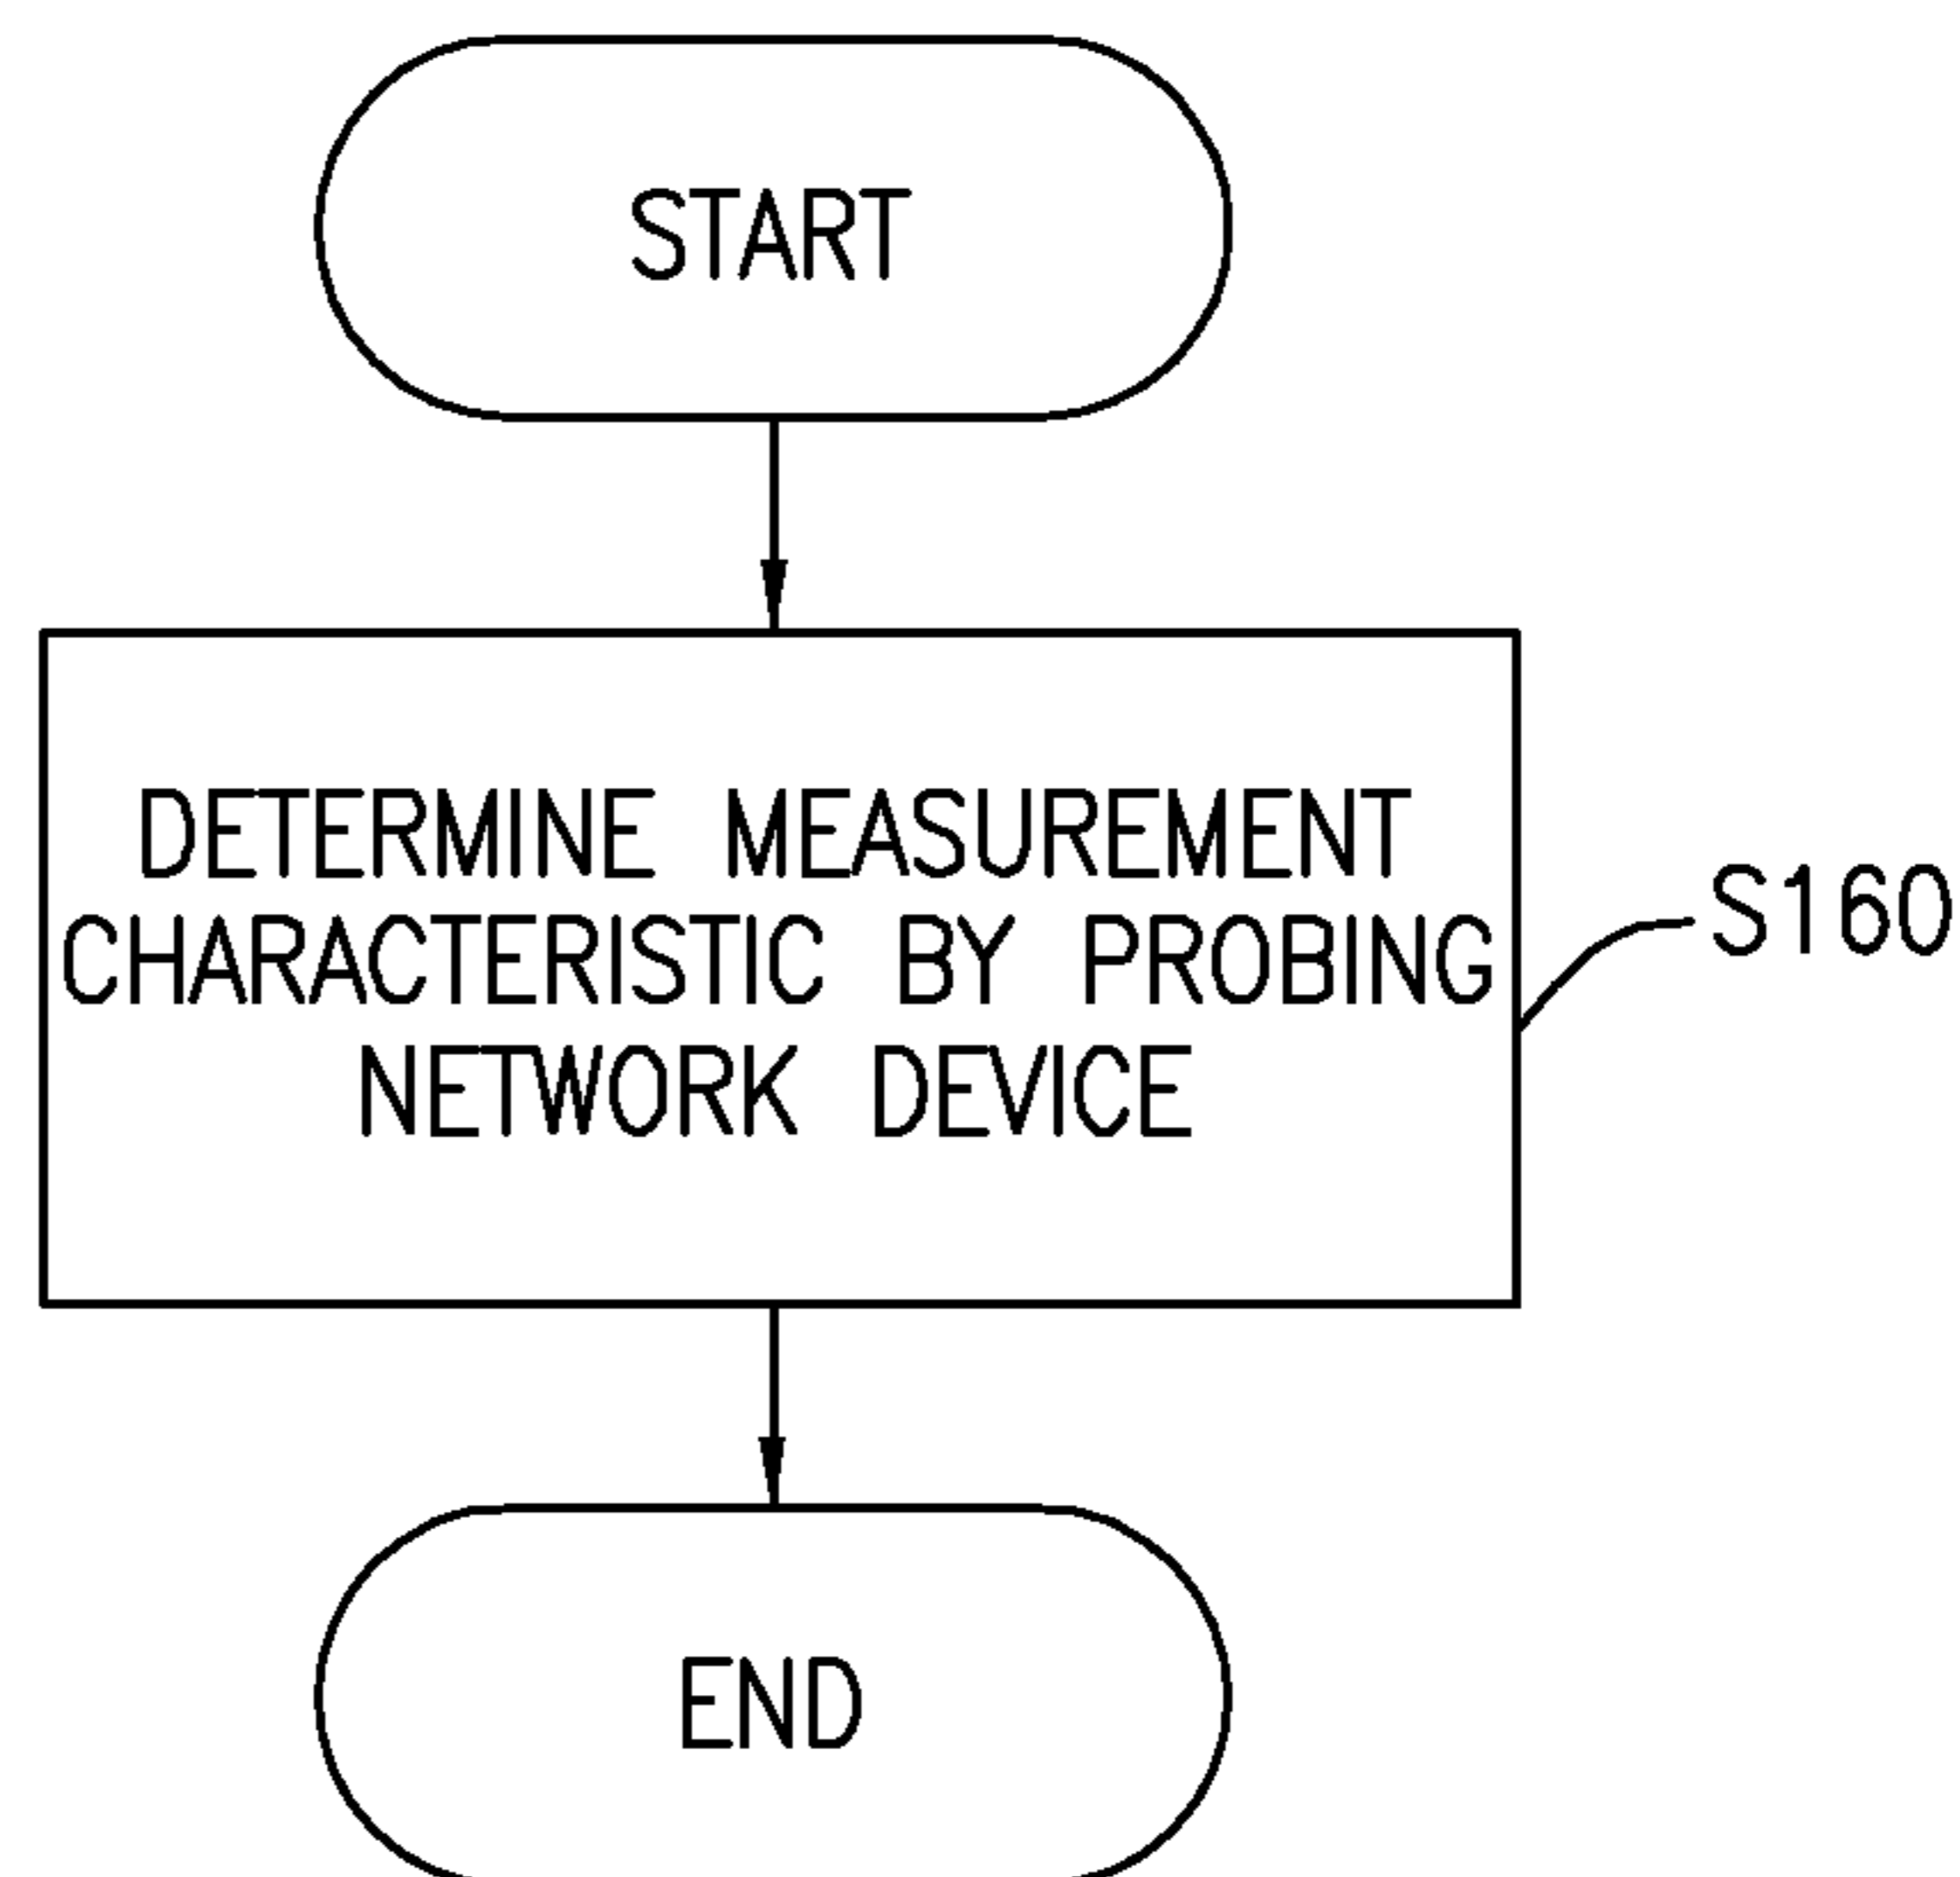 START
DETERMINE MEASUREMENT
CHARACTERISTIC BY PROBING
NETWORK DEVICE
S160
END